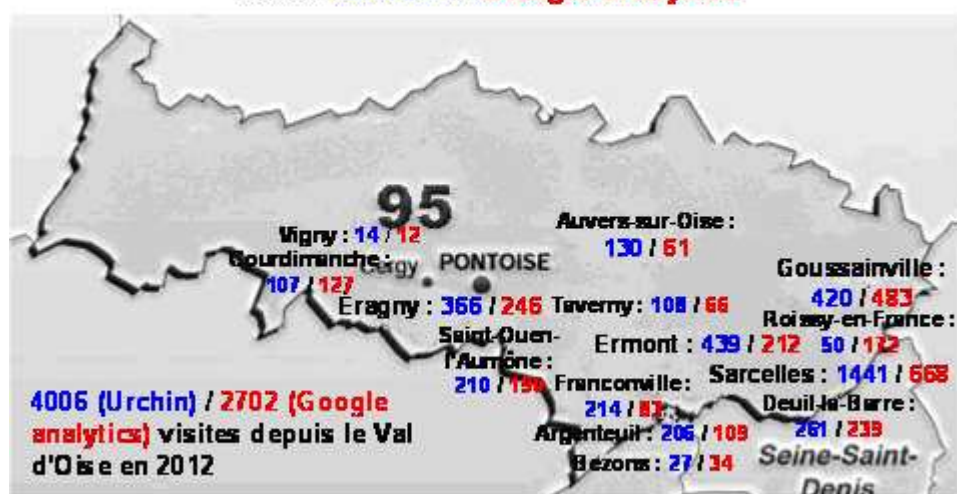 95
Auvers-sur-Oise :
130 / 61
Vigny : 14 / 12
Courdimanche :
107 / 127
Cergy
PONTOISE
Goussainville :
420 / 483
Eragny : 366 / 246
Taverny : 108 / 66
Roissy-en-France :
50 / 172
Saint-Ouen-
l'Aumône :
210 /
Ermont : 439 / 212
Sarcelles : 1441 / 668
Franconville :
214 /
Deuil-la-Barre :
261 / 239
Argenteuil : 206 / 109
Bezons : 27 / 34
4006 (Urchin) / 2702 (Google
analytics) visites depuis le Val
d'Oise en 2012
Seine-Saint-
Denis